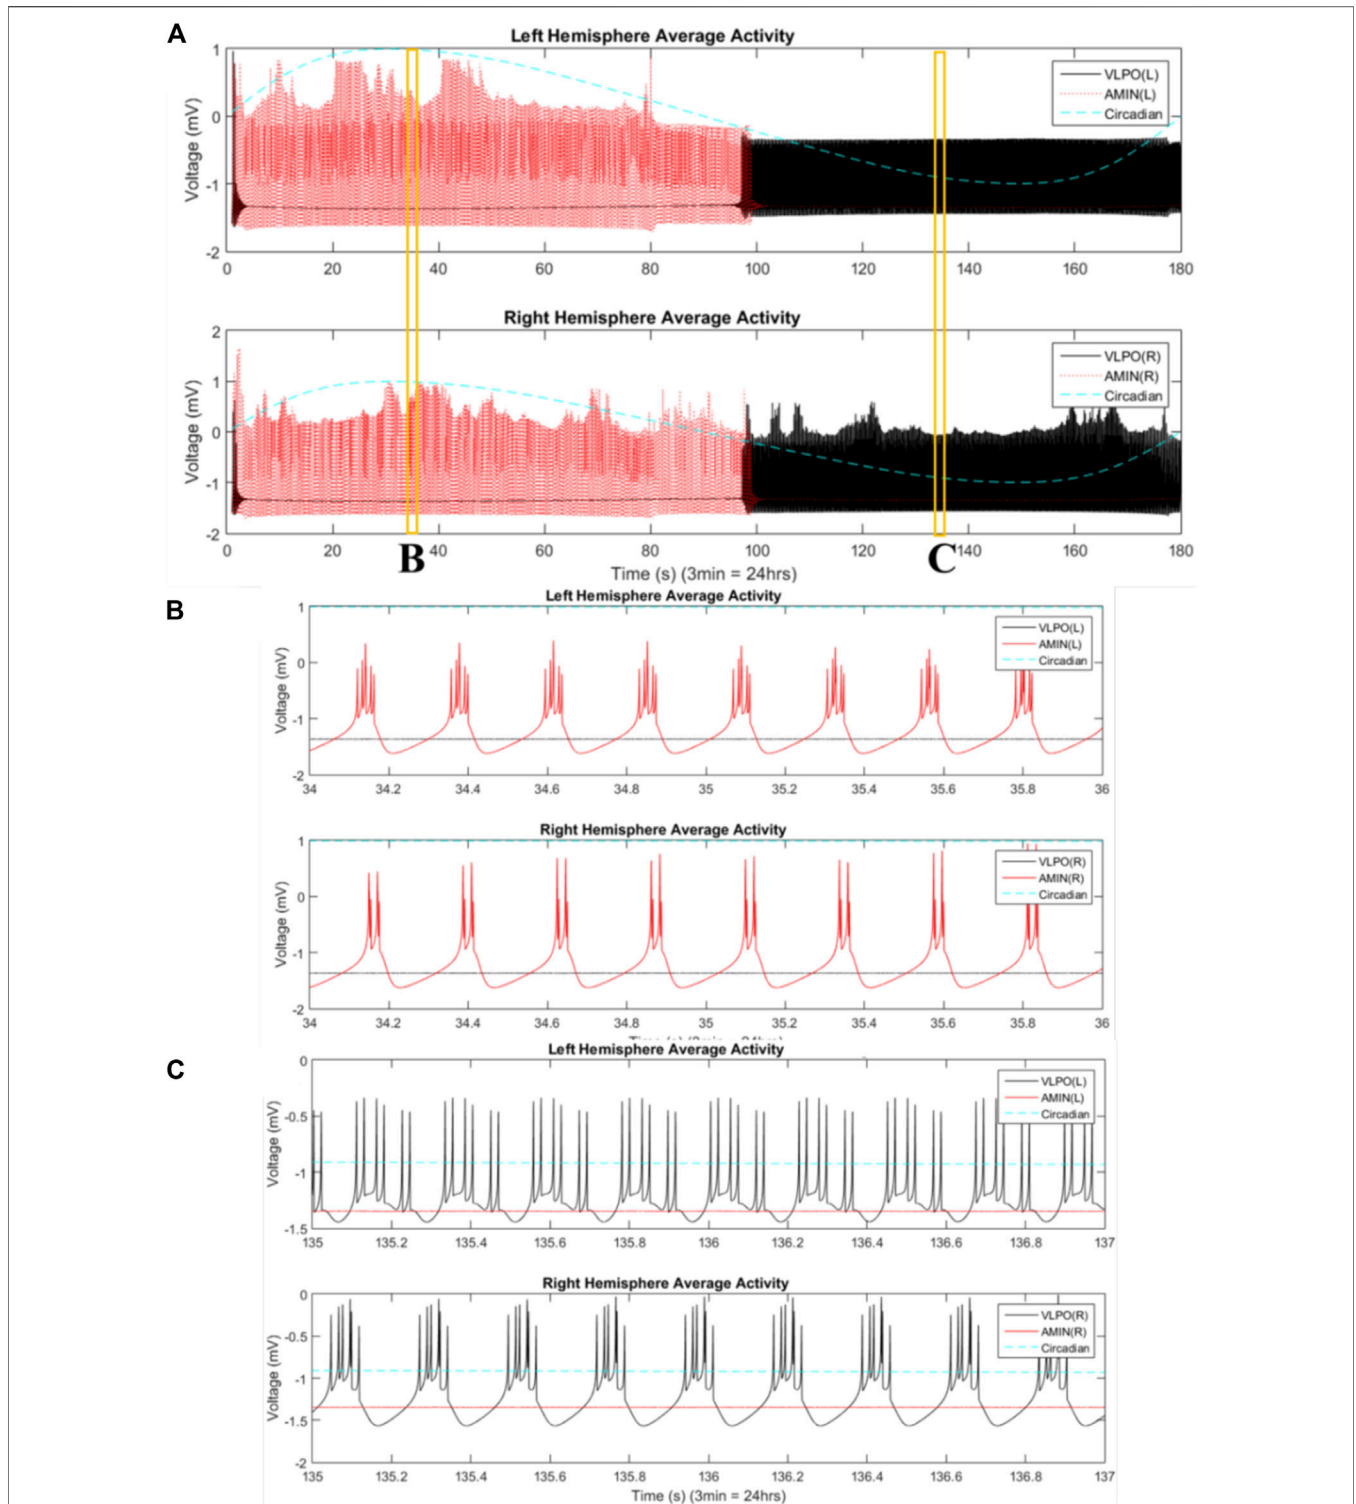 A
Left Hemisphere Average Activity
Voltage (mV)
1
0
-1
-2
VLPO(L)
AMIN(L)
Circadian
0 20 40 60 80 100 120 140 160 180
Right Hemisphere Average Activity
Voltage (mV)
2
1
0
-1
-2
VLPO(R)
AMIN(R)
Circadian
0 20 40 60 80 100 120 140 160 180
B C
Time (s) (3min = 24hrs)
B
Left Hemisphere Average Activity
Voltage (mV)
1
0
-1
-2
VLPO(L)
AMIN(L)
Circadian
34 34.2 34.4 34.6 34.8 35 35.2 35.4 35.6 35.8 36
Right Hemisphere Average Activity
Voltage (mV)
1
0
-1
-2
VLPO(R)
AMIN(R)
Circadian
34 34.2 34.4 34.6 34.8 35 35.2 35.4 35.6 35.8 36
Time (s) (3min = 24hrs)
C
Left Hemisphere Average Activity
Voltage (mV)
0
-0.5
-1
-1.5
VLPO(L)
AMIN(L)
Circadian
135 135.2 135.4 135.6 135.8 136 136.2 136.4 136.6 136.8 137
Right Hemisphere Average Activity
Voltage (mV)
0
-0.5
-1
-1.5
-2
VLPO(R)
AMIN(R)
Circadian
135 135.2 135.4 135.6 135.8 136 136.2 136.4 136.6 136.8 137
Time (s) (3min = 24hrs)